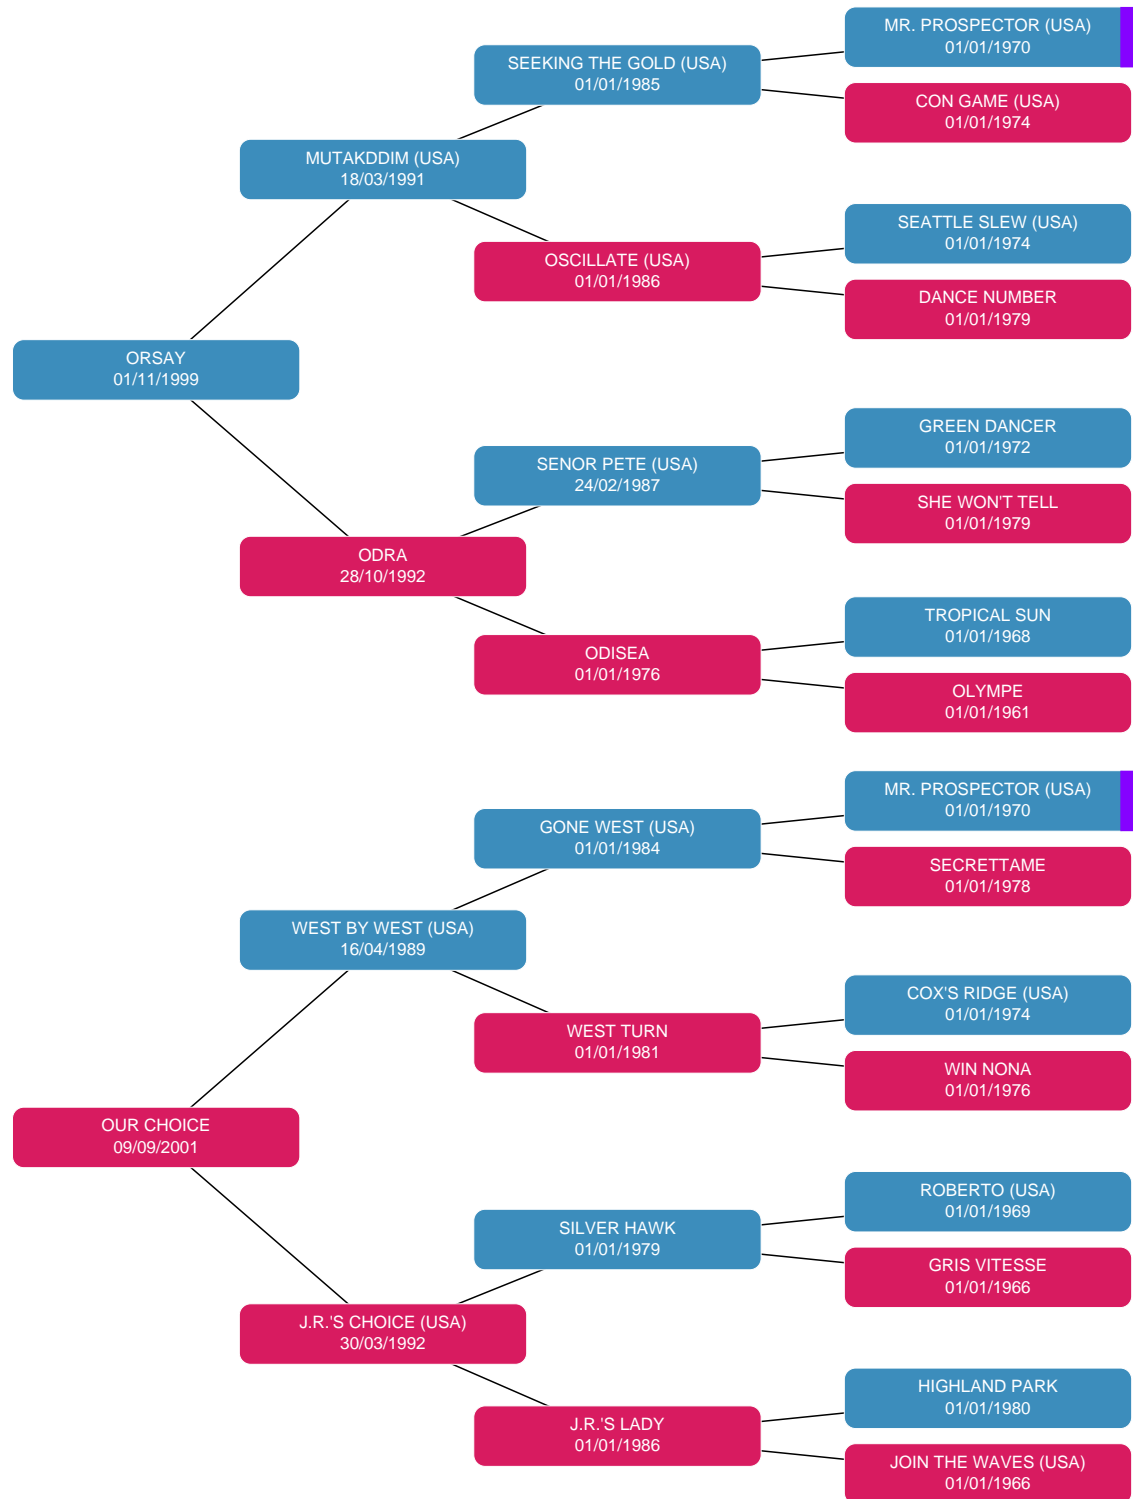 MR. PROSPECTOR (USA)
01/01/1970
SEEKING THE GOLD (USA)
01/01/1985
CON GAME (USA)
01/01/1974
MUTAKDDIM (USA)
18/03/1991
SEATTLE SLEW (USA)
01/01/1974
OSCILLATE (USA)
01/01/1986
DANCE NUMBER
01/01/1979
ORSAY
01/11/1999
GREEN DANCER
01/01/1972
SENOR PETE (USA)
24/02/1987
SHE WON'T TELL
01/01/1979
ODRA
28/10/1992
TROPICAL SUN
01/01/1968
ODISEA
01/01/1976
OLYMPE
01/01/1961
MR. PROSPECTOR (USA)
01/01/1970
GONE WEST (USA)
01/01/1984
SECRETTAME
01/01/1978
WEST BY WEST (USA)
16/04/1989
COX'S RIDGE (USA)
01/01/1974
WEST TURN
01/01/1981
WIN NONA
01/01/1976
OUR CHOICE
09/09/2001
ROBERTO (USA)
01/01/1969
SILVER HAWK
01/01/1979
GRIS VITESSE
01/01/1966
J.R.'S CHOICE (USA)
30/03/1992
HIGHLAND PARK
01/01/1980
J.R.'S LADY
01/01/1986
JOIN THE WAVES (USA)
01/01/1966